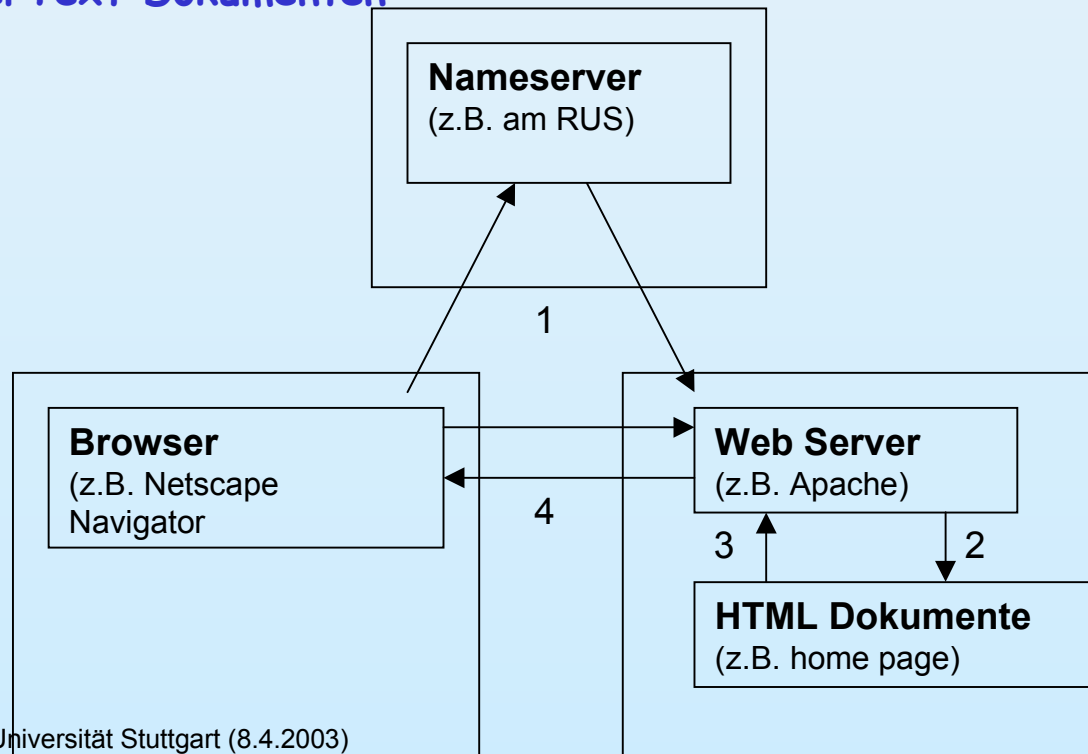 Dokumenten
Nameserver
(z.B. am RUS)
1
Browser
(z.B. Netscape
Navigator
Web Server
(z.B. Apache)
4
3
2
HTML Dokumente
(z.B. home page)
Universität Stuttgart (8.4.2003)